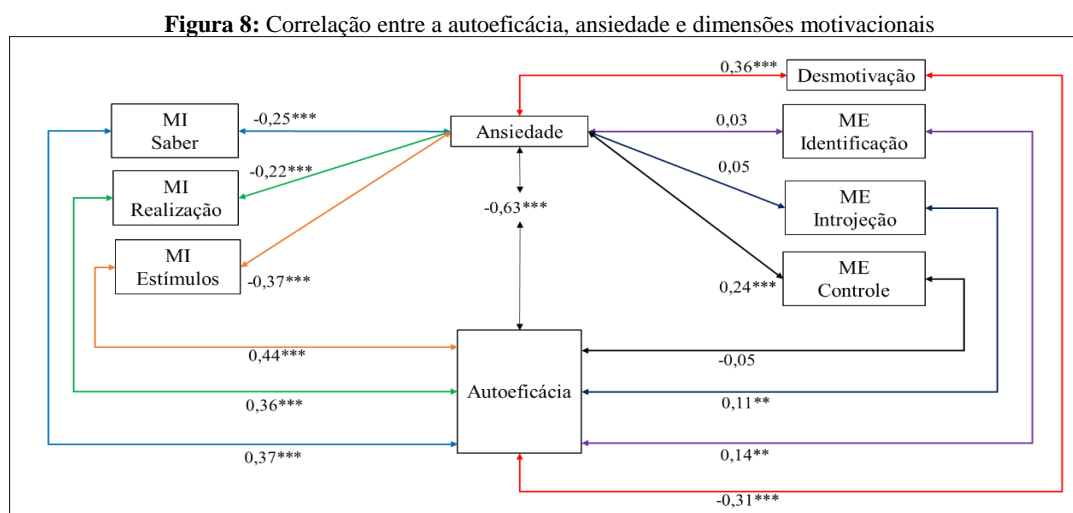 Figura 8: Correlação entre a autoeficácia, ansiedade e dimensões motivacionais
0,36***
Desmotivação
MI
Saber
-0,25***
Ansiedade
0,03
ME
Identificação
MI
Realização
-0,22***
0,05
ME
Introjeção
-0,63***
MI
Estímulos
-0,37***
0,24***
ME
Controle
Autoeficácia
0,44***
-0,05
0,36***
0,11**
0,37***
0,14**
-0,31***